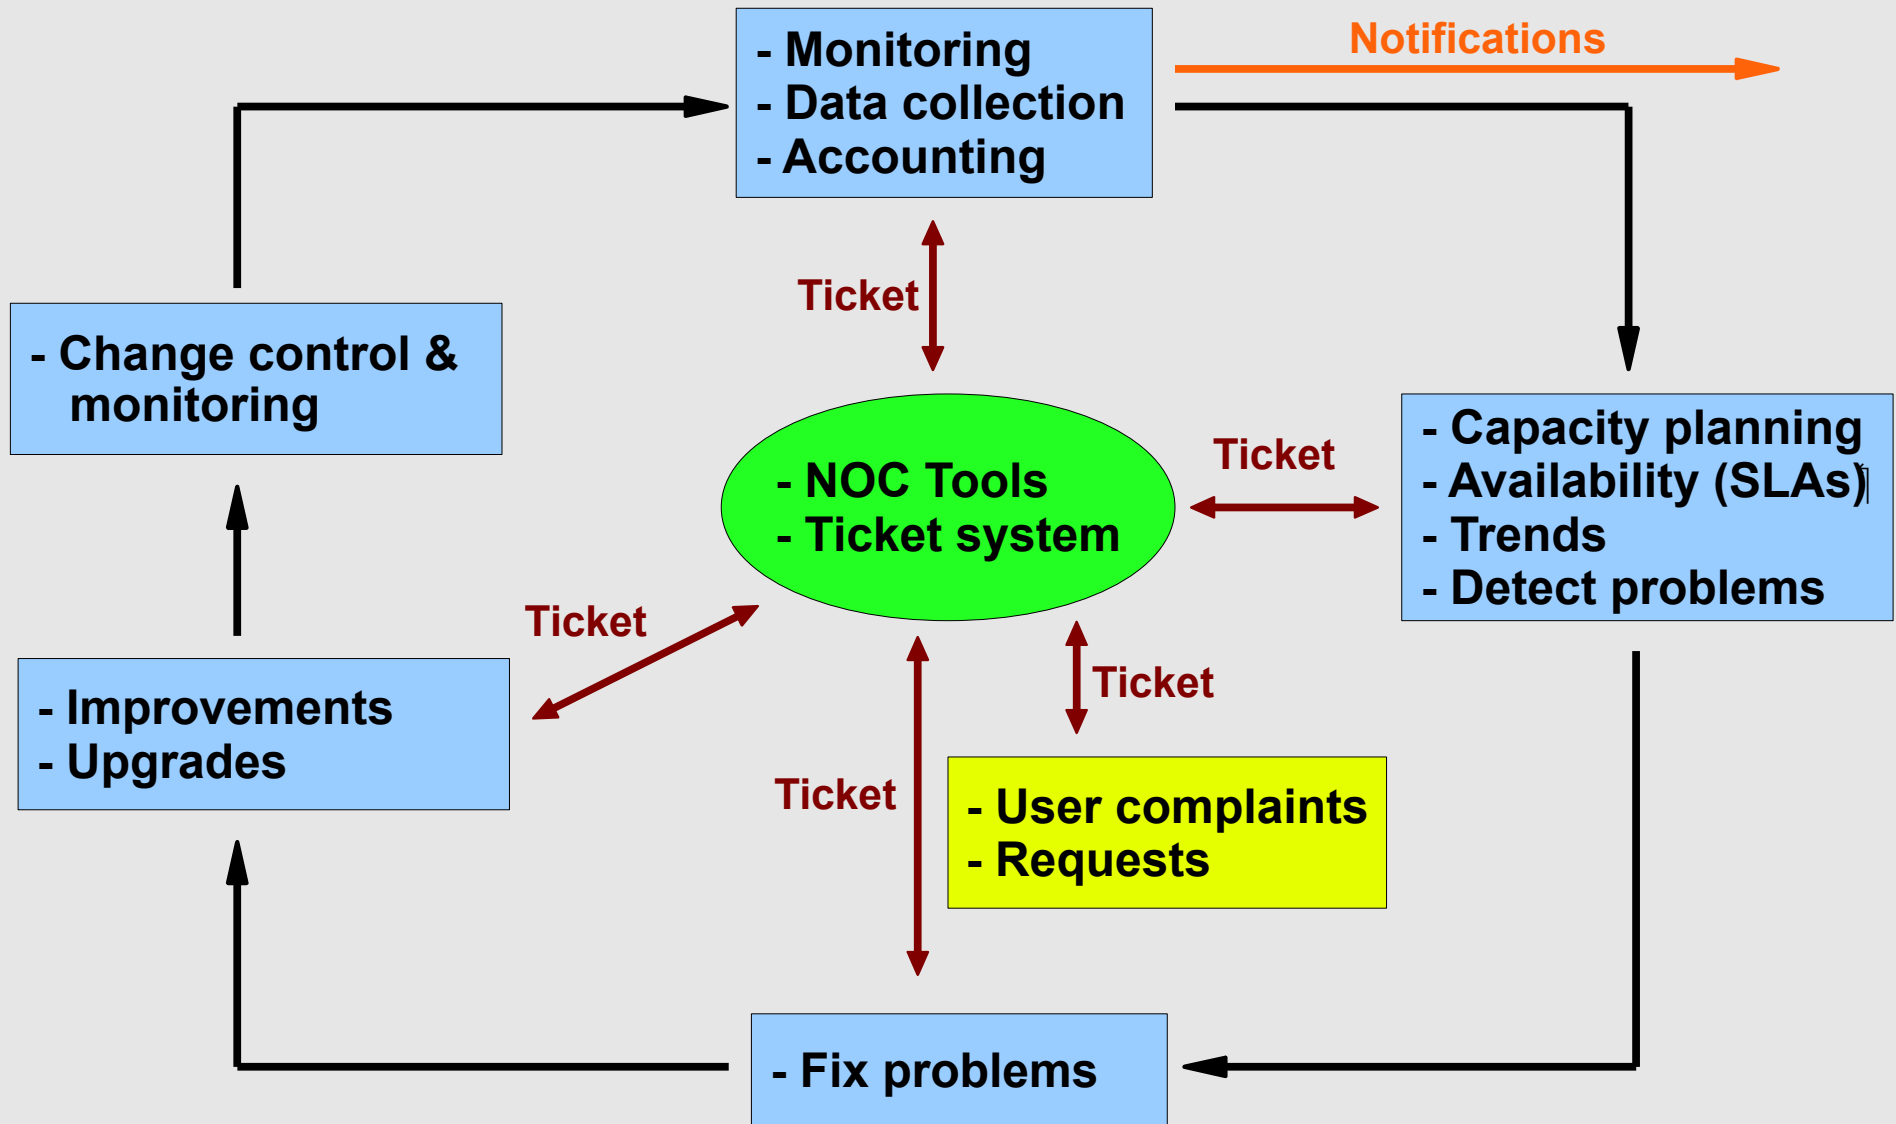 - Monitoring
- Data collection
- Accounting
Notifications
Ticket
- Change control &
monitoring
- NOC Tools
- Ticket system
Ticket
- Capacity planning
- Availability (SLAs)
- Trends
- Detect problems
Ticket
Ticket
- Improvements
- Upgrades
Ticket
- User complaints
- Requests
- Fix problems